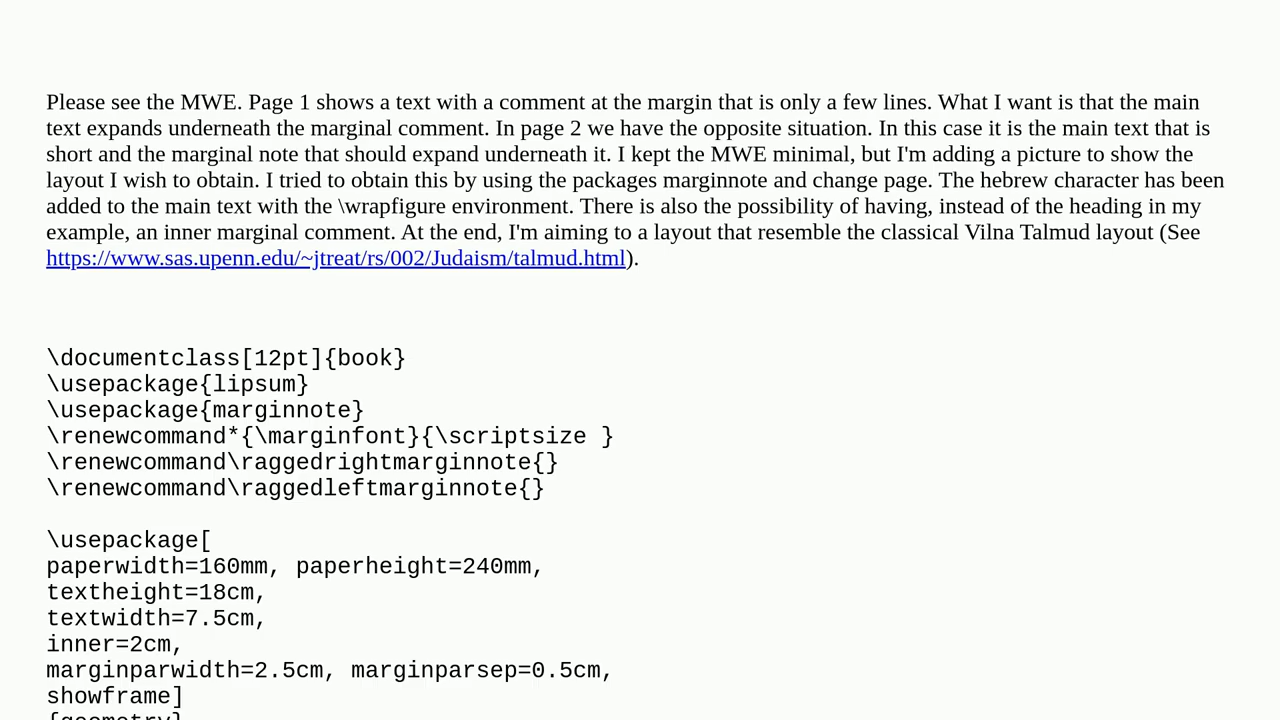 Please see the MWE. Page 1 shows a text with a comment at the margin that is only a few lines. What I want is that the main
text expands underneath the marginal comment. In page 2 we have the opposite situation. In this case it is the main text that is
short and the marginal note that should expand underneath it. I kept the MWE minimal, but I'm adding a picture to show the
layout I wish to obtain. I tried to obtain this by using the packages marginnote and change page. The hebrew character has been
added to the main text with the \wrapfigure environment. There is also the possibility of having, instead of the heading in my
example, an inner marginal comment. At the end, I'm aiming to a layout that resemble the classical Vilna Talmud layout (See
https://www.sas.upenn.edu/~jtreat/rs/002/Judaism/talmud.html).
\documentclass[12pt]{book}
\usepackage{lipsum}
\usepackage{marginnote}
\renewcommand*{\marginfont}{\scriptsize }
\renewcommand\raggedrightmarginnote{}
\renewcommand\raggedleftmarginnote{}
\usepackage[
paperwidth=160mm, paperheight=240mm,
textheight=18cm,
textwidth=7.5cm,
inner=2cm,
marginparwidth=2.5cm, marginparsep=0.5cm,
showframe]
{geometry}